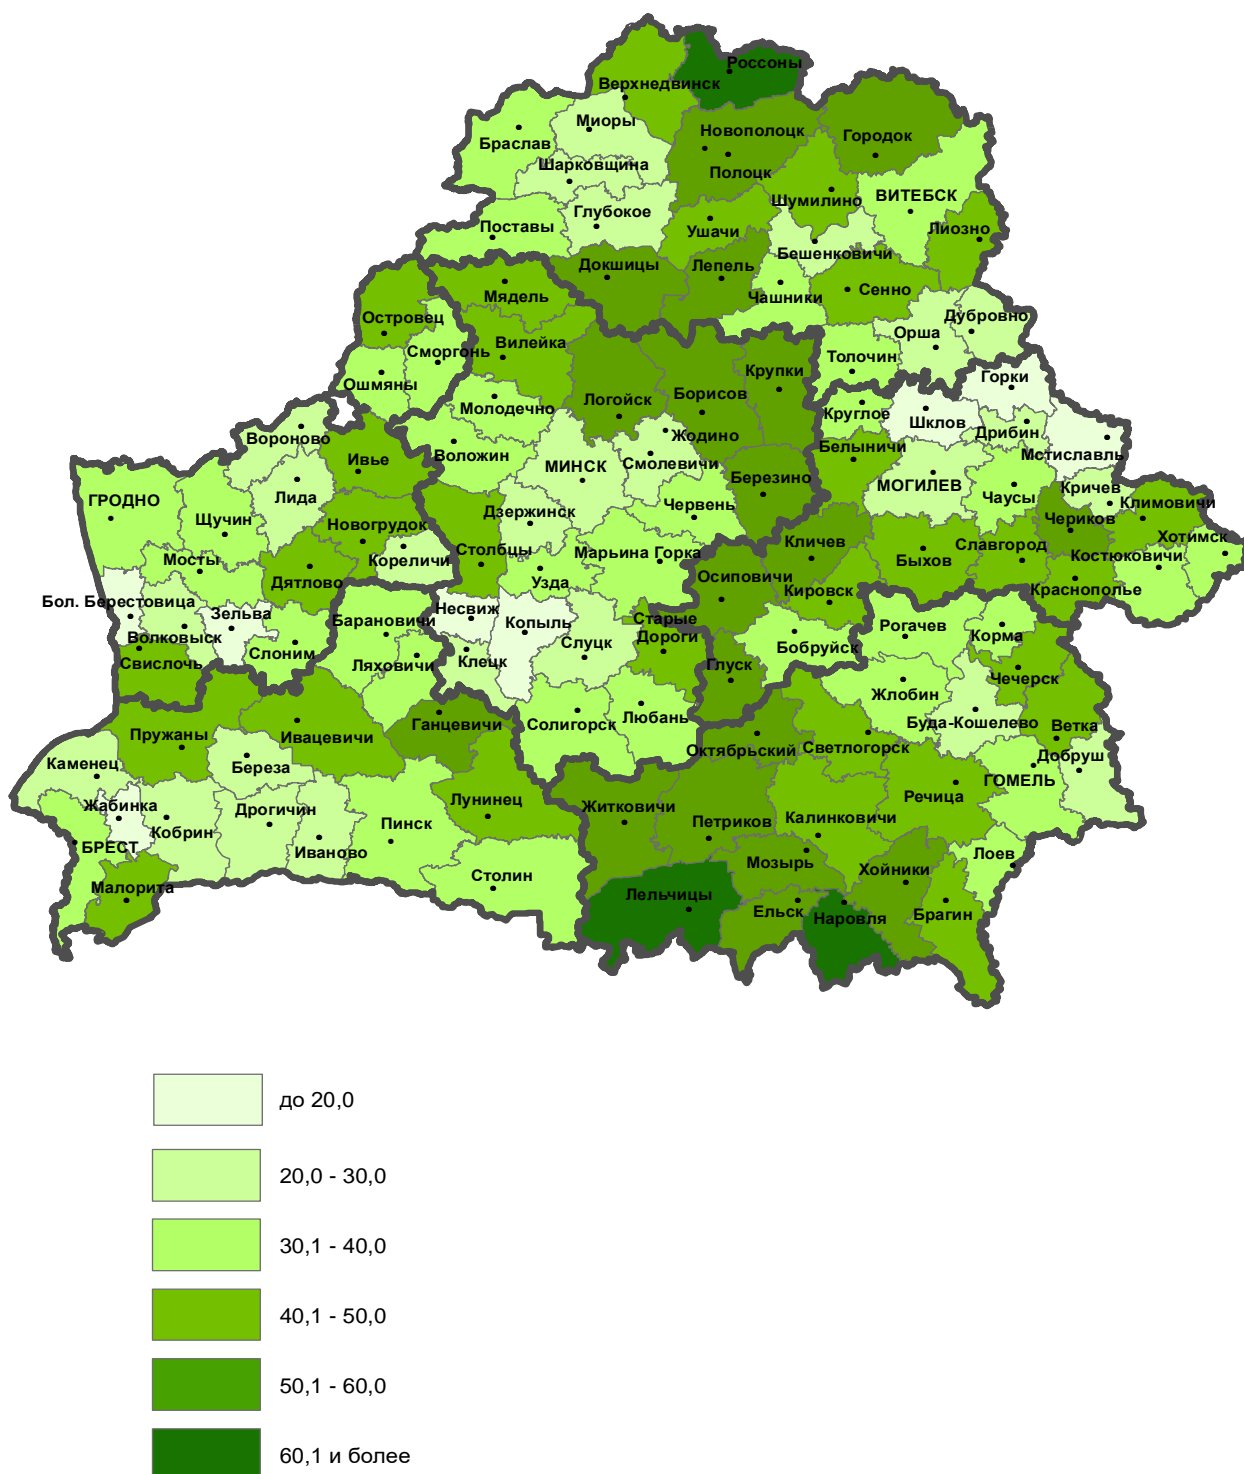 Россоны
Верхнедвинск
Миоры
Новополоцк
Городок
Браслав
Шарковщина
Полоцк
Шумилино
ВИТЕБСК
Глубокое
Поставы
Ушачи
Лиозно
Бешенковичи
Докшицы
Лепель
Чашники
Сенно
Мядель
Островец
Дубровно
Орша
Вилейка
Сморгонь
Толочин
Крупки
Ошмяны
Горки
Борисов
Логойск
Молодечно
Круглое
Шклов
Дрибин
Жодино
Вороново
Белыничи
Мстиславль
Воложин
Ивье
МИНСК
Смолевичи
Березино
МОГИЛЕВ
Кричев
ГРОДНО
Лида
Чаусы
Климовичи
Червень
Дзержинск
Щучин
Новогрудок
Чериков
Хотимск
Кличев
Столбцы
Марьина Горка
Славгород
Костюковичи
Мосты
Кореличи
Быхов
Дятлово
Узда
Осиповичи
Кировск
Краснополье
Бол. Берестовица
Зельва
Несвиж
Барановичи
Копыль
Старые
Дороги
Рогачев
Корма
Волковыск
Слуцк
Бобруйск
Слоним
Свислочь
Ляховичи
Клецк
Глуск
Чечерск
Жлобин
Ганцевичи
Солигорск
Любань
Буда-Кошелево
Ветка
Пружаны
Ивацевичи
Октябрьский
Светлогорск
Добруш
Каменец
Береза
ГОМЕЛЬ
Речица
Жабинка
Дрогичин
Лунинец
Житковичи
Кобрин
Пинск
Петриков
Калинковичи
БРЕСТ
Иваново
Лоев
Мозырь
Хойники
Столин
Малорита
Лельчицы
Ельск
Наровля
Брагин
до 20,0
20,0 - 30,0
30,1 - 40,0
40,1 - 50,0
50,1 - 60,0
60,1 и более